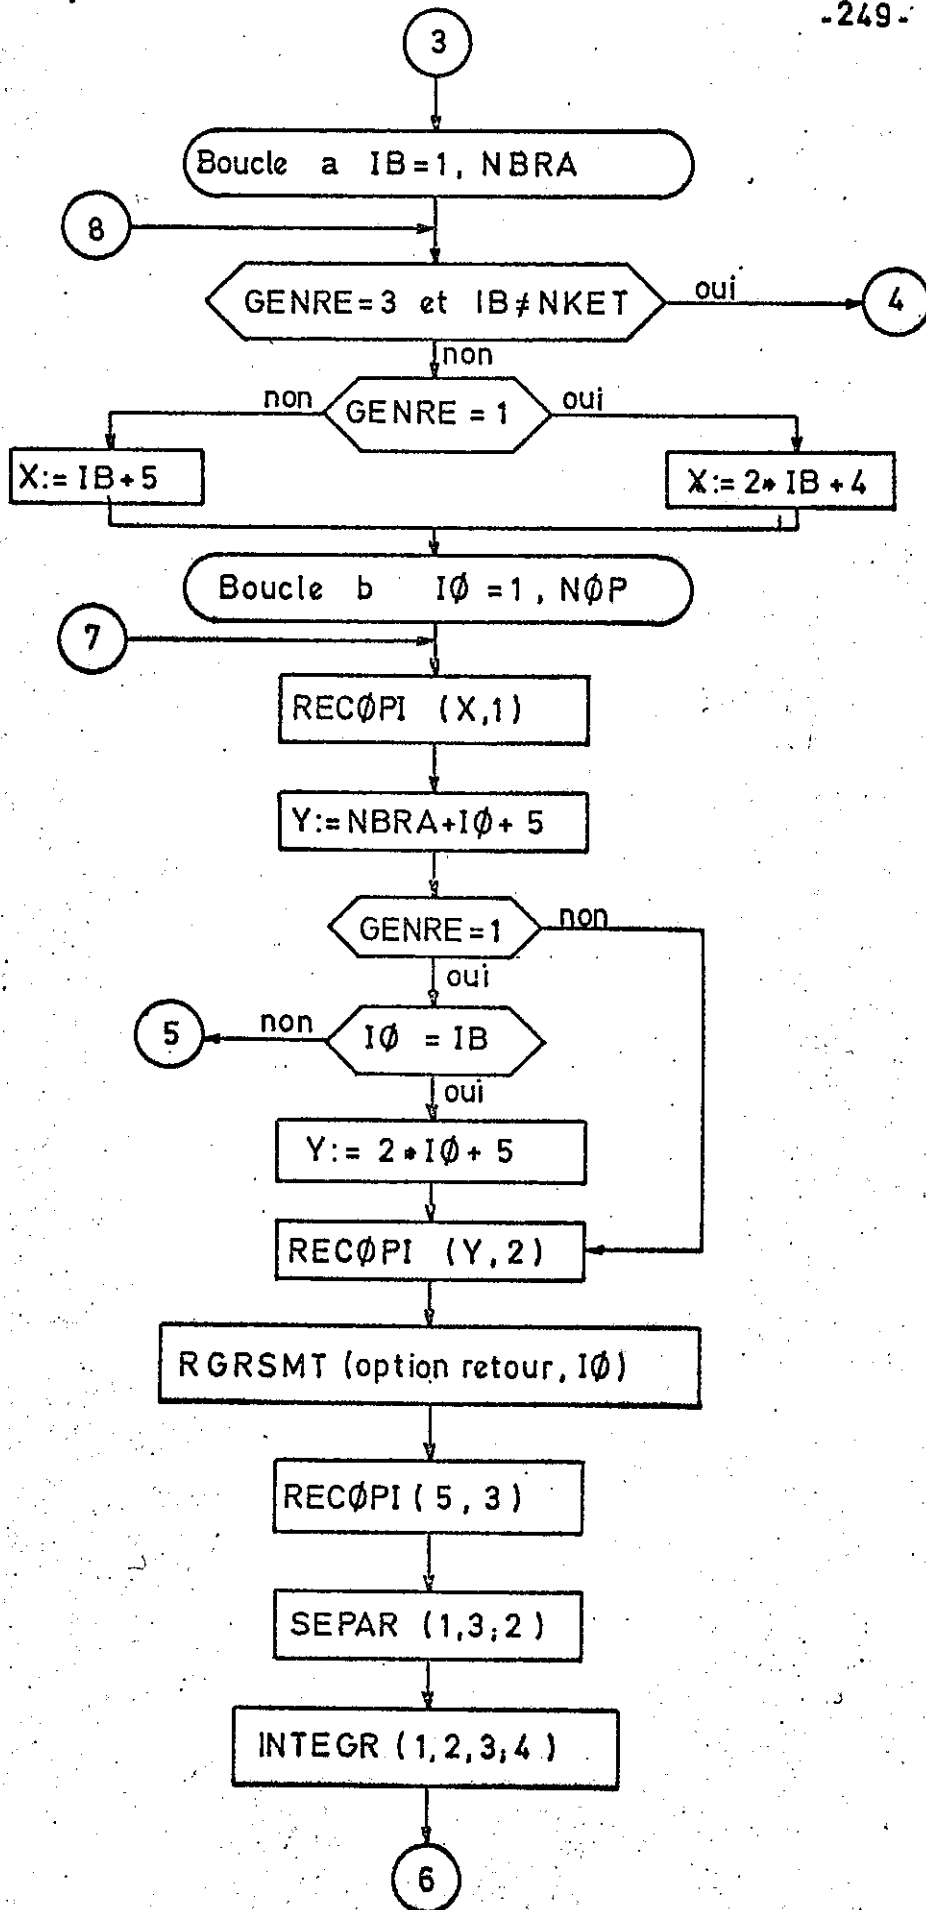 -249-
3
Boucle a IB=1, NBRA
8
GENRE=3 et IB≠NKET
oui
4
non
non
GENRE = 1
oui
X:= IB+5
X:= 2* IB+4
Boucle b IØ =1, NØP
7
RECØPI (X,1)
Y:=NBRA+IØ+ 5
GENRE=1
non
oui
5
non
IØ = IB
oui
Y:= 2*IØ+ 5
RECØPI (Y,2)
RGRSMT (option retour, IØ)
RECØPI (5,3)
SEPAR (1,3;2)
INTEGR (1,2,3;4)
6